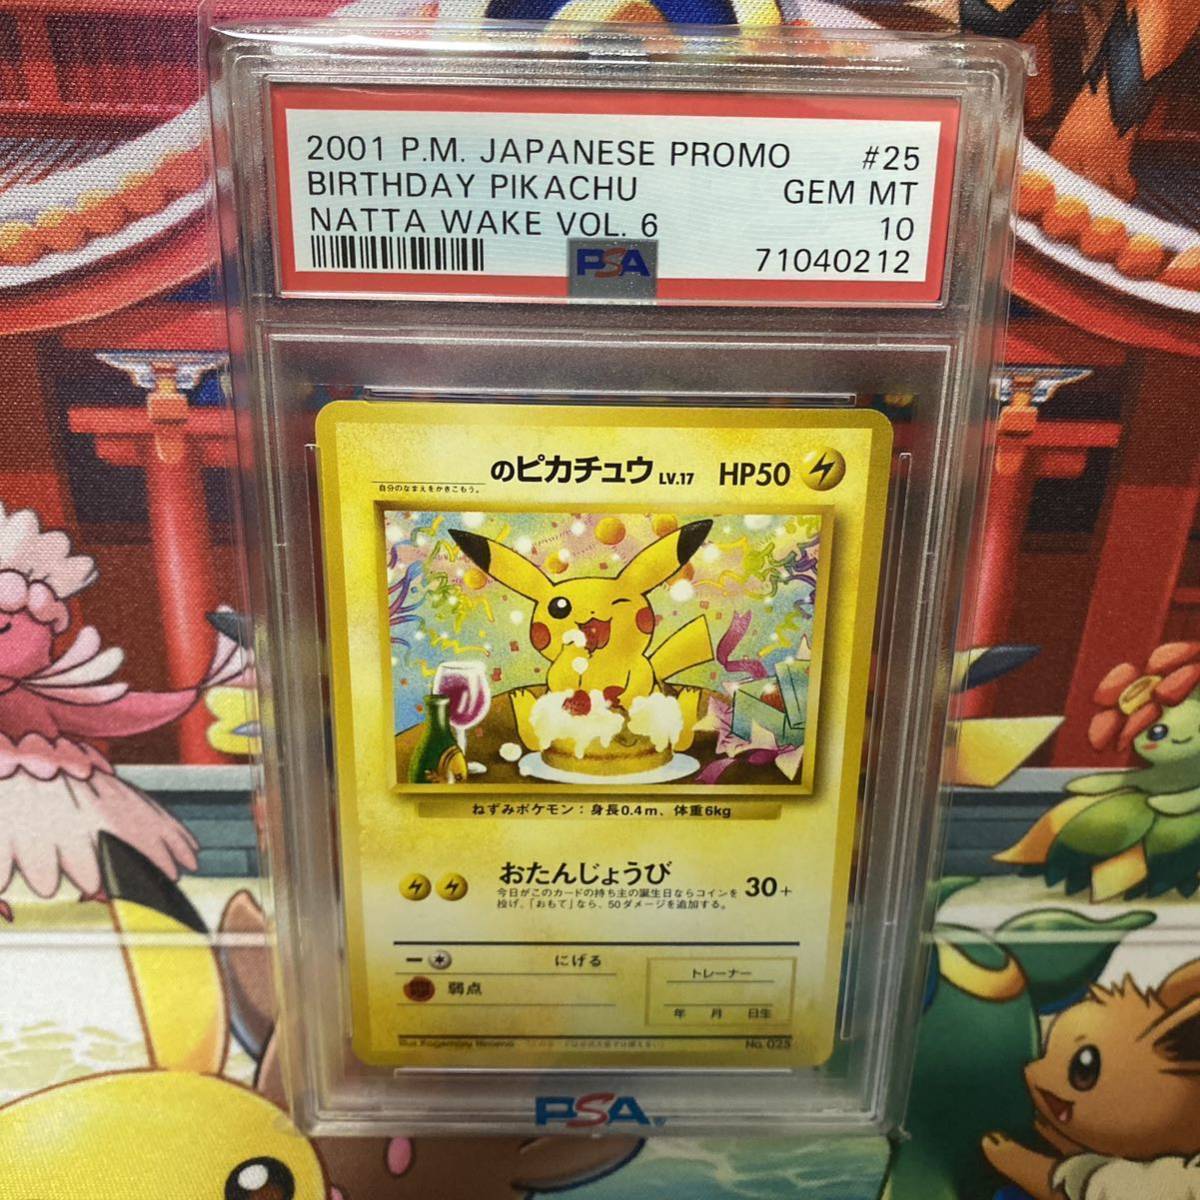 2001 P.M. JAPANESE PROMO #25
BIRTHDAY PIKACHU GEM MT
NATTA WAKE VOL. 6 10
PSA 71040212
のピカチュウ LV.17 HP50
自分のなまえをかきこもう。
ねずみポケモン：身長0.4m、体重6kg
おたんじょうび
今日がこのカードの持ち主の誕生日ならコインを 30+
投げ、「おもて」なら、50ダメージを追加する。
にげる
弱点
トレーナー
年 月 日生
Illus. Kagemaru Himeno
No. 025
PSA